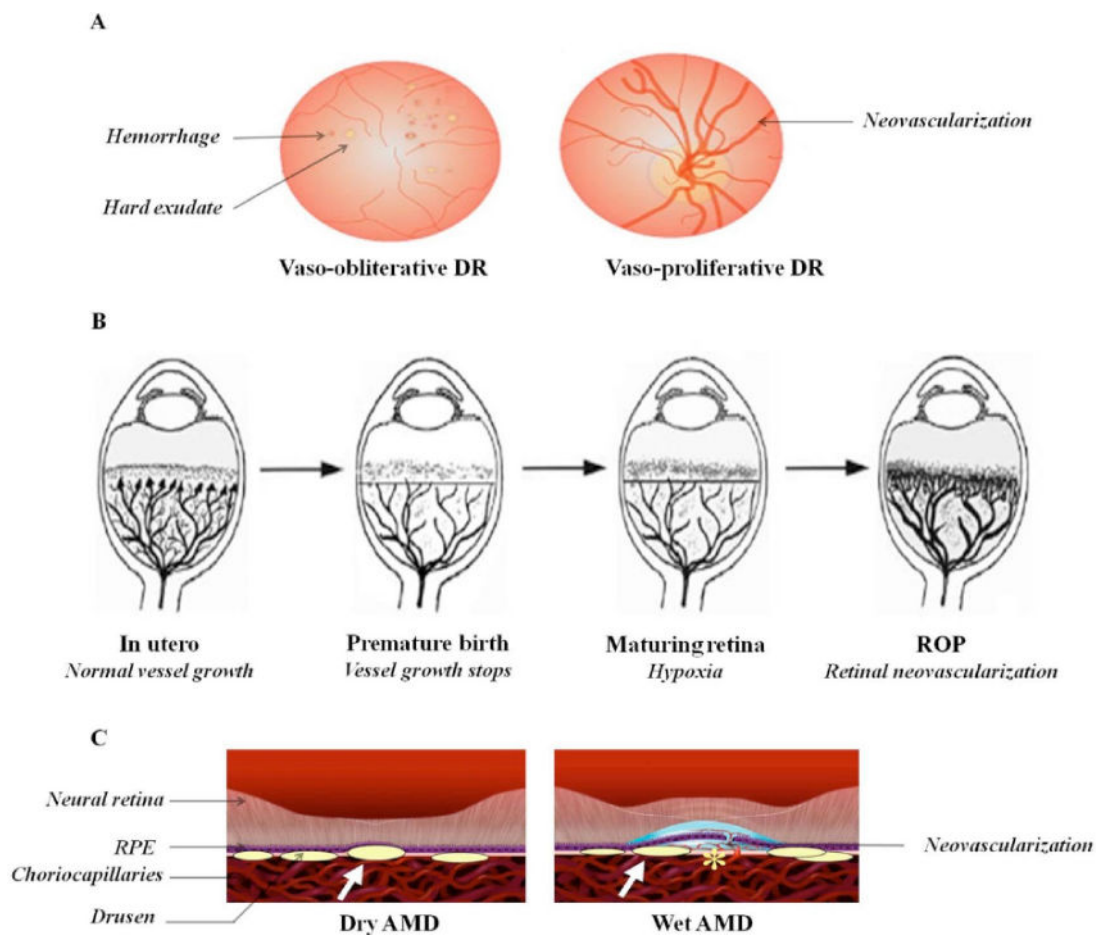 A
Hemorrhage
Hard exudate
Neovascularization
Vaso-obliterative DR
Vaso-proliferative DR
B
In utero
Normal vessel growth
Premature birth
Vessel growth stops
Maturing retina
Hypoxia
ROP
Retinal neovascularization
C
Neural retina
RPE
Choriocapillaries
Drusen
Neovascularization
*
Dry AMD
Wet AMD